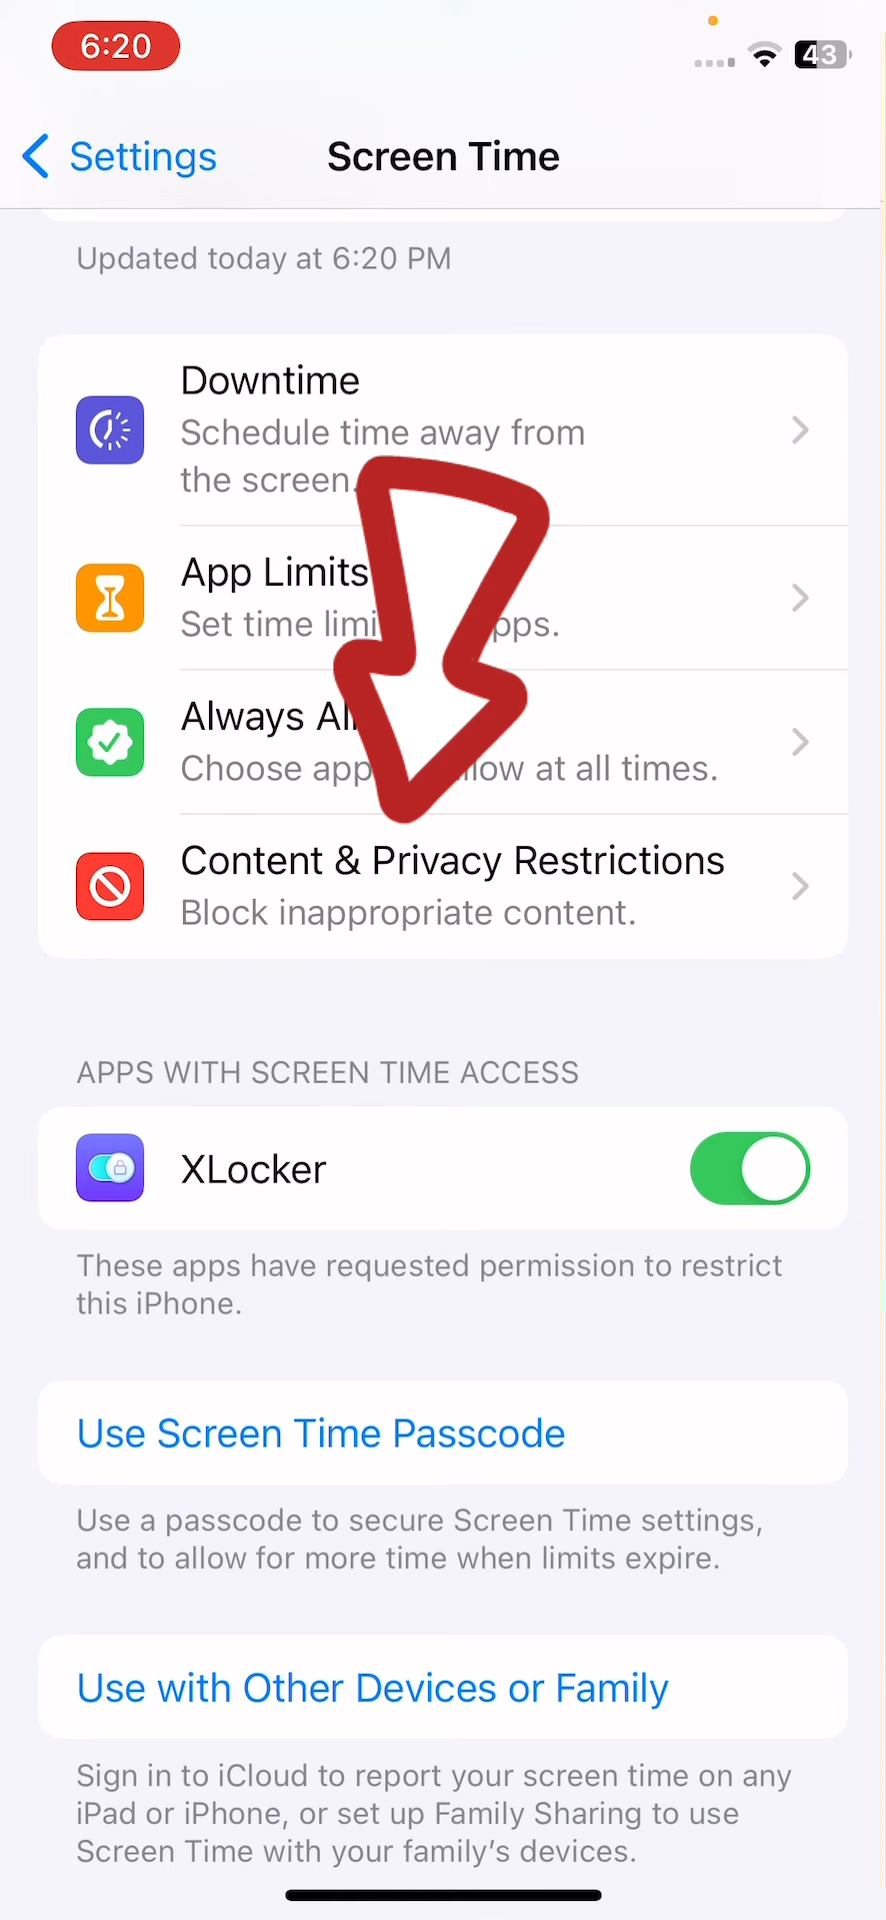 6:20
43
Settings
Screen Time
Updated today at 6:20 PM
Downtime
Schedule time away from
the screen.
App Limits
Set time
Always
Choose at all times.
Content & Privacy Restrictions
Block inappropriate content.
APPS WITH SCREEN TIME ACCESS
XLocker
These apps have requested permission to restrict
this iPhone.
Use Screen Time Passcode
Use a passcode to secure Screen Time settings,
and to allow for more time when limits expire.
Use with Other Devices or Family
Sign in to iCloud to report your screen time on any
iPad or iPhone, or set up Family Sharing to use
Screen Time with your family's devices.